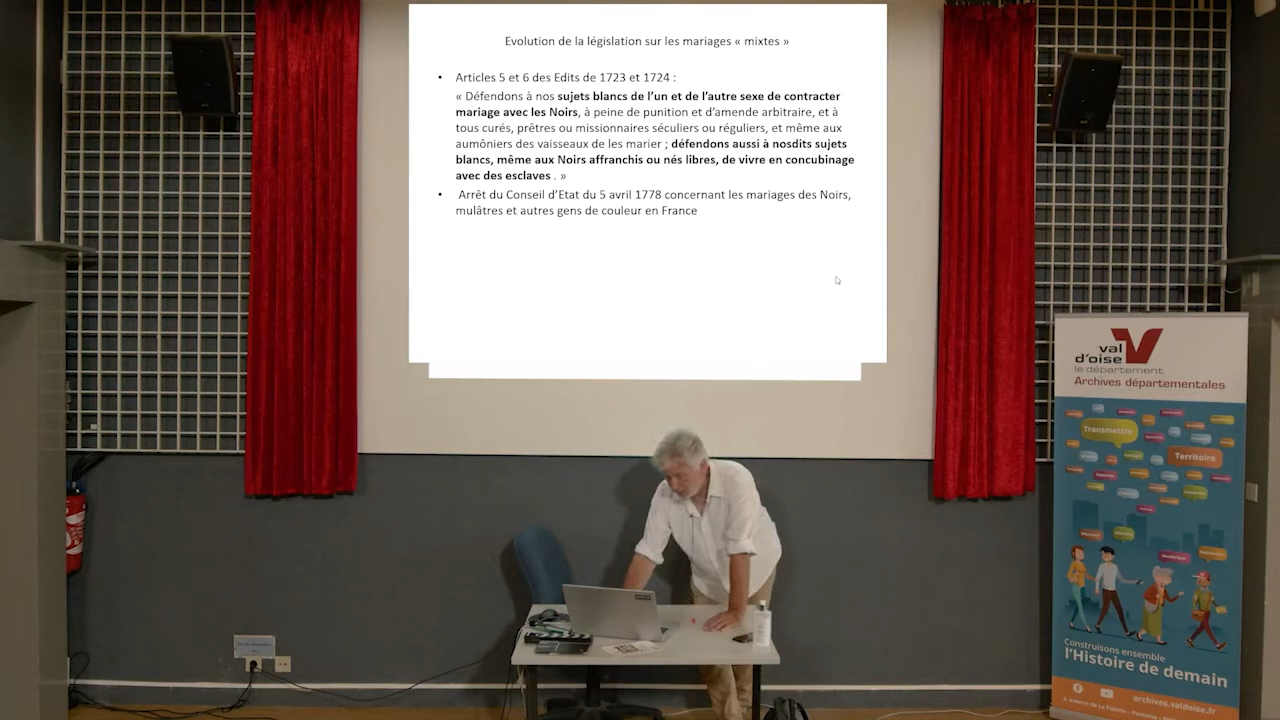 Evolution de la législation sur les mariages « mixtes »
• Articles 5 et 6 des Edits de 1723 et 1724 :
« Défendons à nos sujets blancs de l'un et de l'autre sexe de contracter
mariage avec les Noirs, à peine de punition et d'amende arbitraire, et à
tous curés, prêtres ou missionnaires séculiers ou réguliers, et même aux
aumôniers des vaisseaux de les marier ; défendons aussi à nosdits sujets
blancs, même aux Noirs affranchis ou nés libres, de vivre en concubinage
avec des esclaves . »
• Arrêt du Conseil d'Etat du 5 avril 1778 concernant les mariages des Noirs,
mulâtres et autres gens de couleur en France
val
d'oise
le département
Archives départementales
Transmettre
Territoire
Construisons ensemble
l'Histoire de demain
archives.valdoise.fr